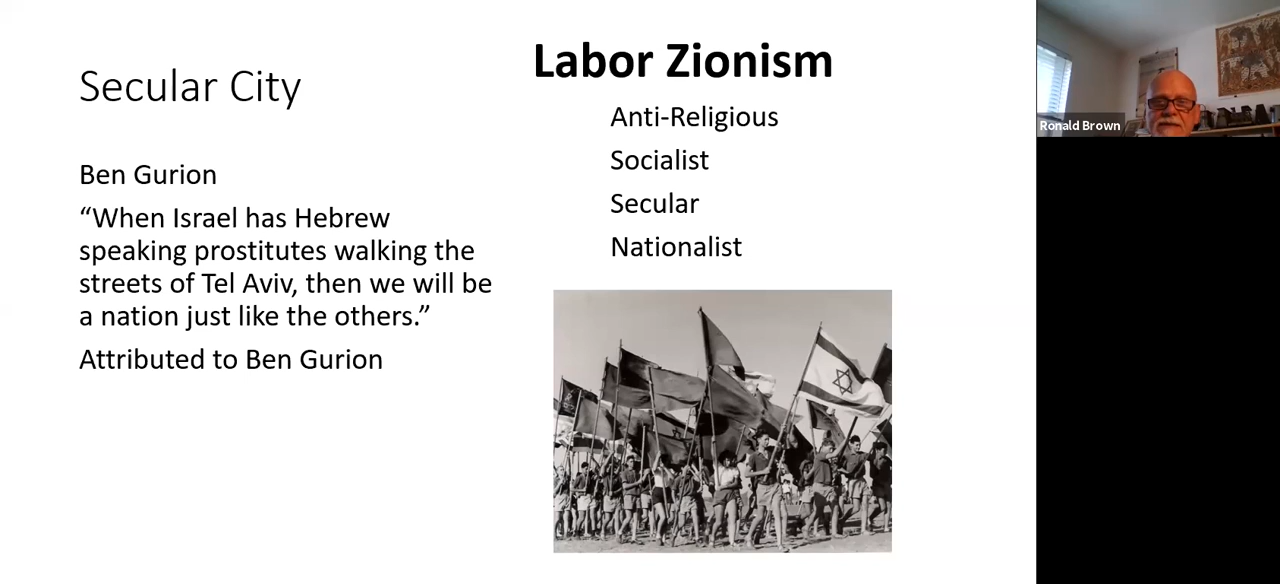 Secular City
Ben Gurion
“When Israel has Hebrew
speaking prostitutes walking the
streets of Tel Aviv, then we will be
a nation just like the others.”
Attributed to Ben Gurion
Labor Zionism
Anti-Religious
Socialist
Secular
Nationalist
Ronald Brown